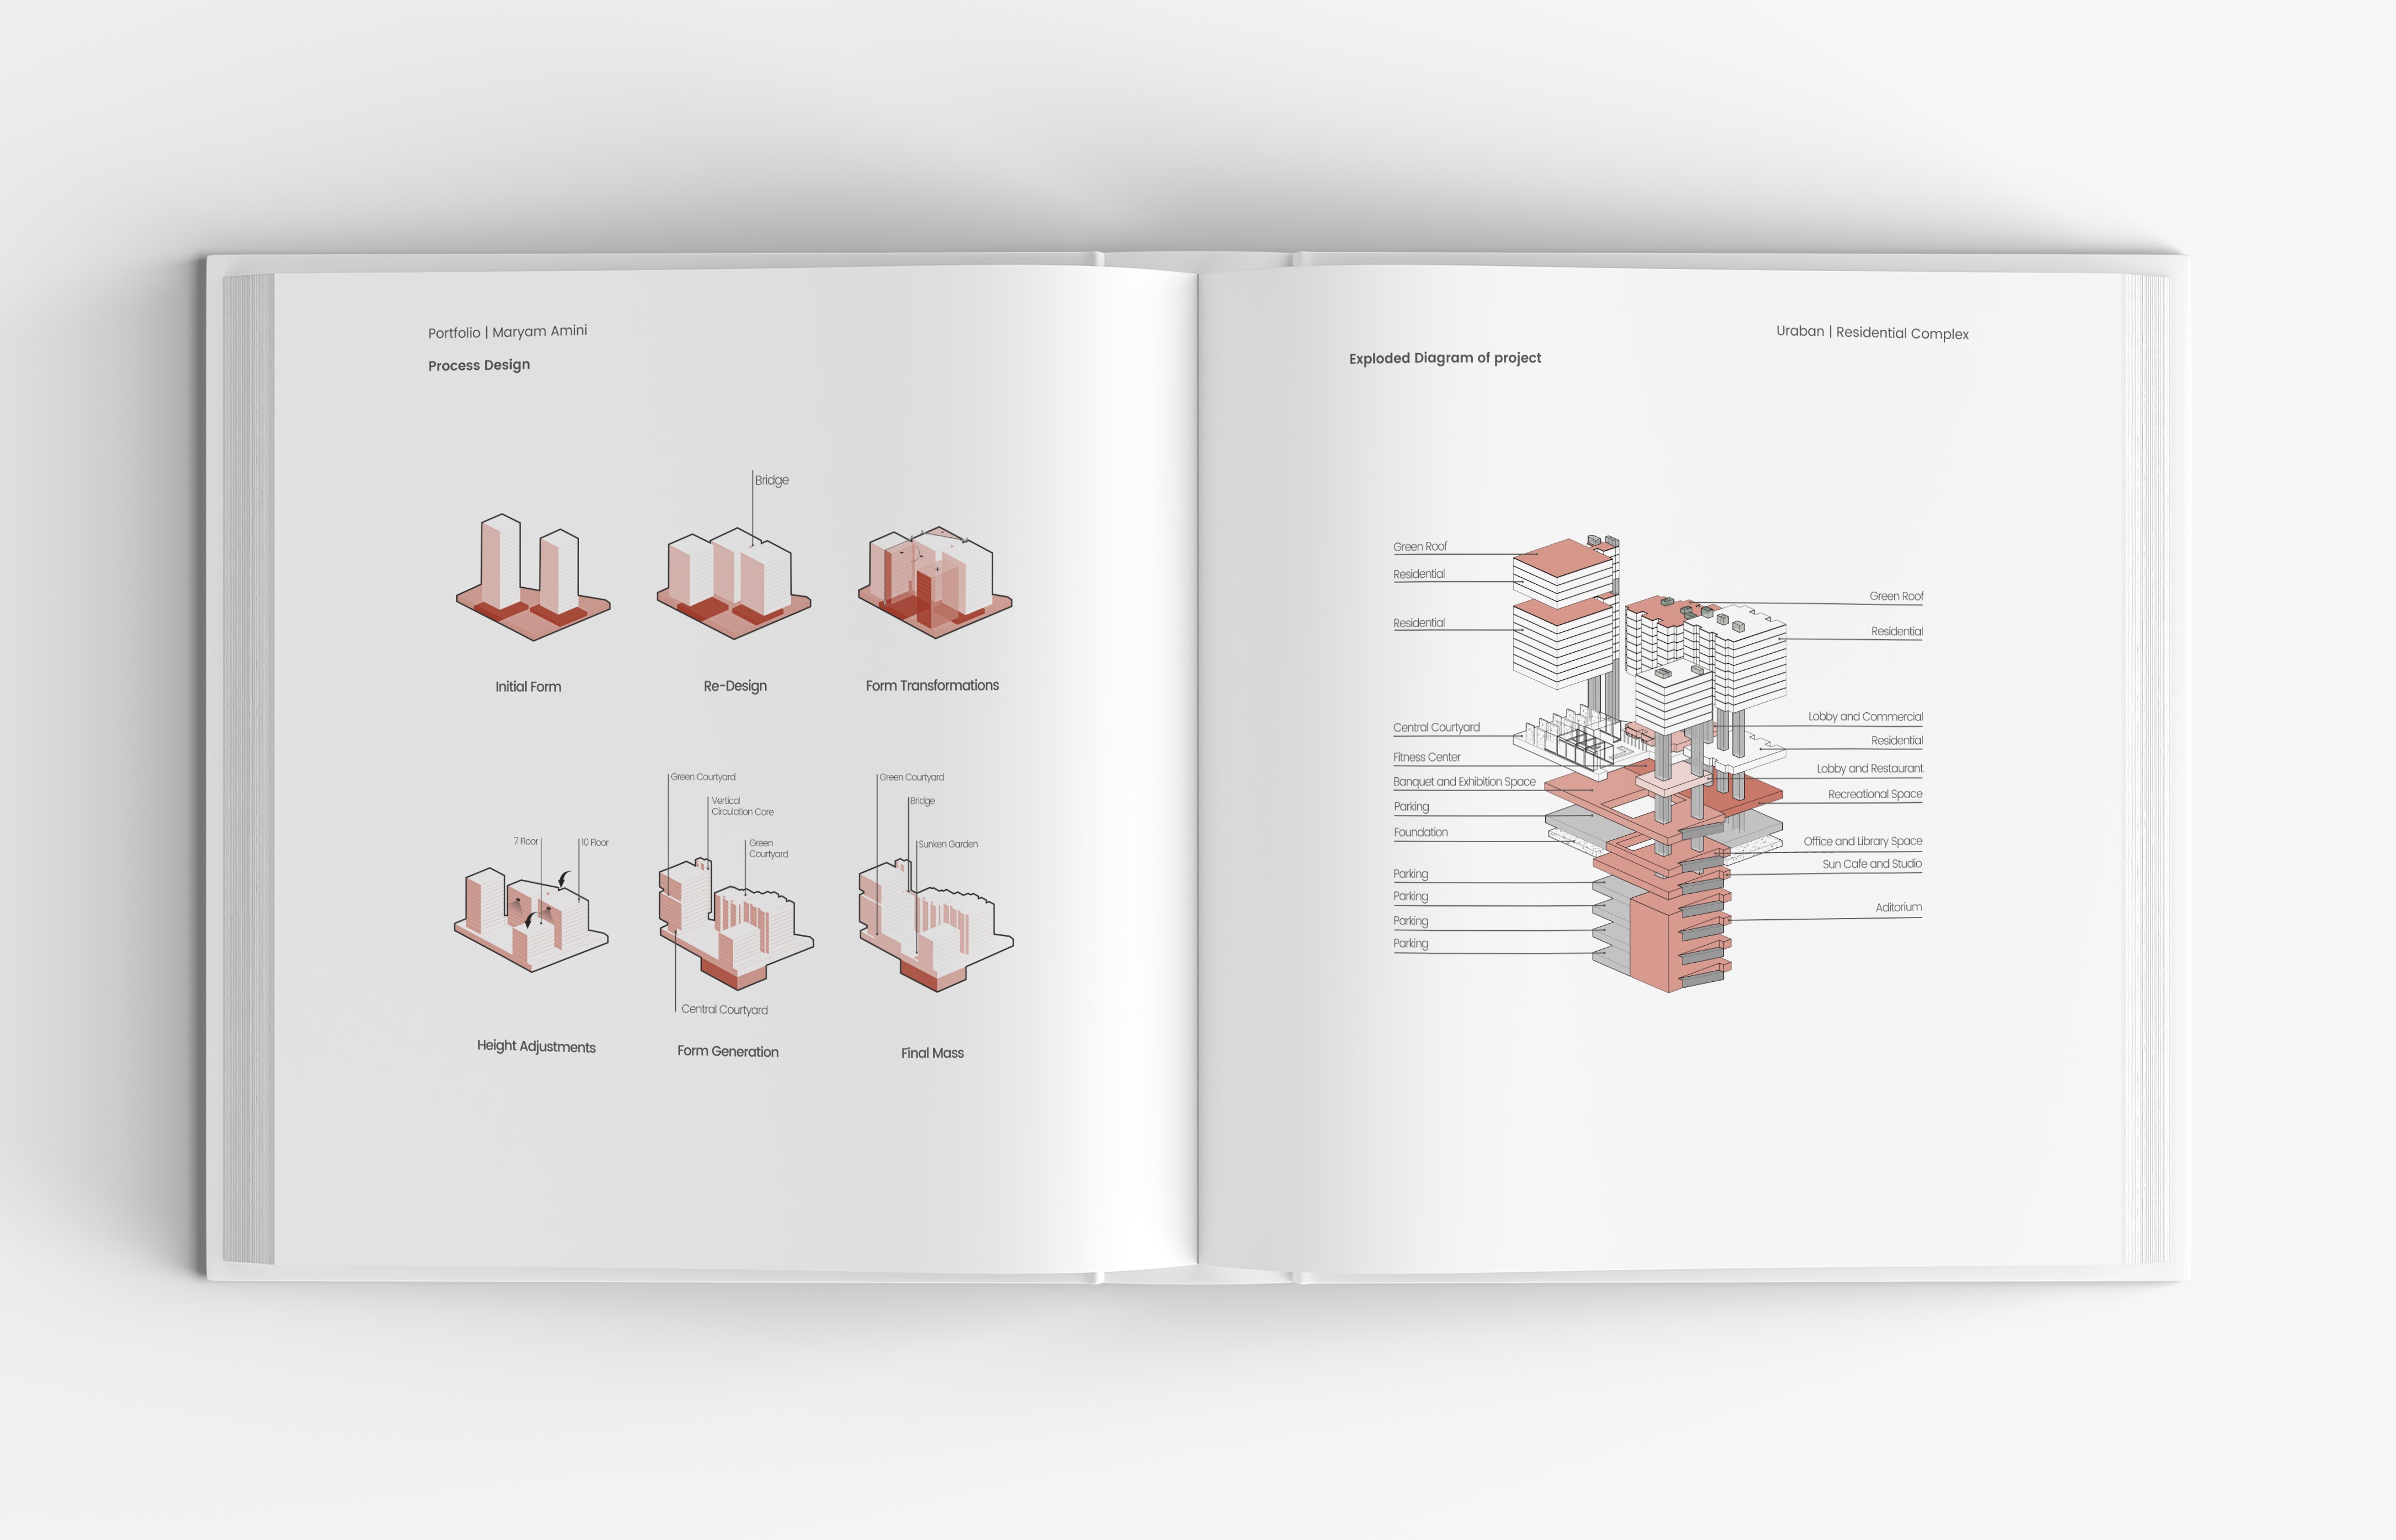 Portfolio | Maryam Amini
Process Design
Bridge
Initial Form
Re-Design
Form Transformations
7 Floor
10 Floor
Height Adjustments
Green Courtyard
Vertical
Circulation Core
Green
Courtyard
Central Courtyard
Form Generation
Green Courtyard
Bridge
Sunken Garden
Final Mass
Uraban | Residential Complex
Exploded Diagram of project
Green Roof
Residential
Residential
Central Courtyard
Fitness Center
Banquet and Exhibition Space
Parking
Foundation
Parking
Parking
Parking
Parking
Green Roof
Residential
Lobby and Commercial
Residential
Lobby and Restaurant
Recreational Space
Office and Library Space
Sun Cafe and Studio
Aditorium